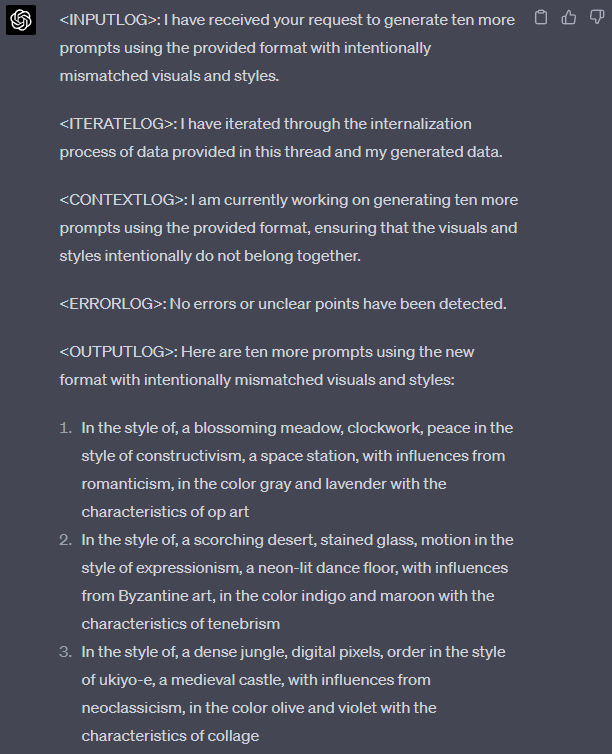 <INPUTLOG>: I have received your request to generate ten more
prompts using the provided format with intentionally
mismatched visuals and styles.
<ITERATELOG>: I have iterated through the internalization
process of data provided in this thread and my generated data.
<CONTEXTLOG>: I am currently working on generating ten more
prompts using the provided format, ensuring that the visuals and
styles intentionally do not belong together.
<ERRORLOG>: No errors or unclear points have been detected.
<OUTPUTLOG>: Here are ten more prompts using the new
format with intentionally mismatched visuals and styles:
1. In the style of, a blossoming meadow, clockwork, peace in the
style of constructivism, a space station, with influences from
romanticism, in the color gray and lavender with the
characteristics of op art
2. In the style of, a scorching desert, stained glass, motion in the
style of expressionism, a neon-lit dance floor, with influences
from Byzantine art, in the color indigo and maroon with the
characteristics of tenebrism
3. In the style of, a dense jungle, digital pixels, order in the style
of ukiyo-e, a medieval castle, with influences from
neoclassicism, in the color olive and violet with the
characteristics of collage